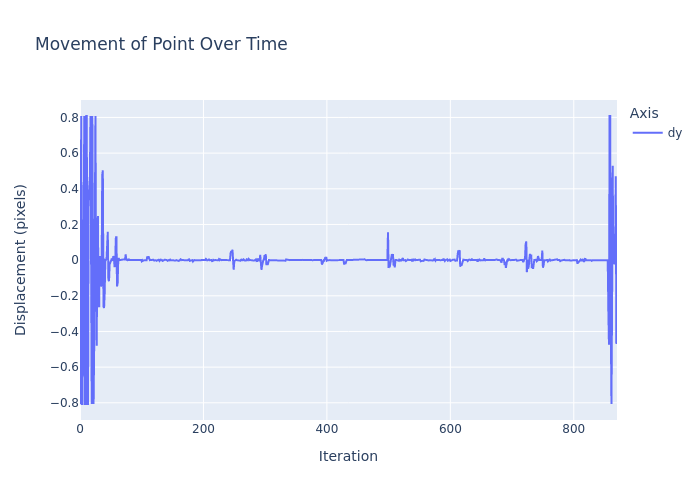 Movement of Point Over Time
Axis
dy
Displacement (pixels)
0.8
0.6
0.4
0.2
0
−0.2
−0.4
−0.6
−0.8
0 200 400 600 800
Iteration